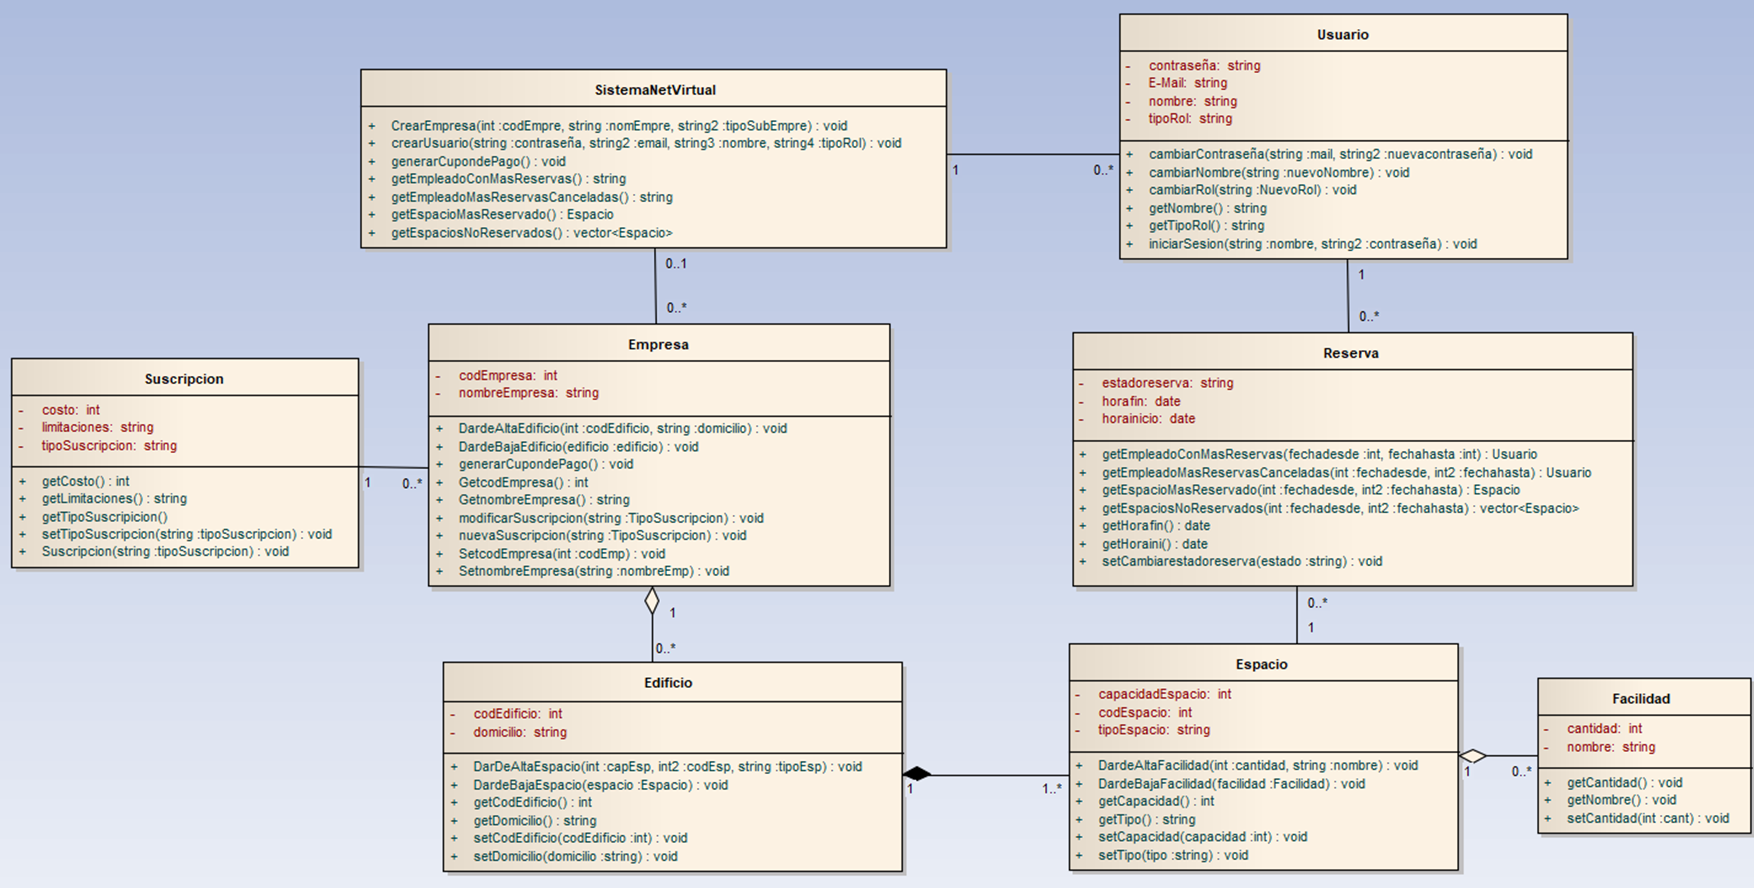 SistemaNetVirtual
+ CrearEmpresa(int :codEmpre, string :nomEmpre, string2 :tipoSubEmpre) : void
+ crearUsuario(string :contraseña, string2 :email, string3 :nombre, string4 :tipoRol) : void
+ generarCupondePago() : void
+ getEmpleadoConMasReservas() : string
+ getEmpleadoMasReservasCanceladas() : string
+ getEspacioMasReservado() : Espacio
+ getEspaciosNoReservados() : vector<Espacio>
1
0..*
Usuario
- contraseña: string
- E-Mail: string
- nombre: string
- tipoRol: string
+ cambiarContraseña(string :mail, string2 :nuevacontraseña) : void
+ cambiarNombre(string :nuevoNombre) : void
+ cambiarRol(string :NuevoRol) : void
+ getNombre() : string
+ getTipoRol() : string
+ iniciarSesion(string :nombre, string2 :contraseña) : void
0..1
0..*
1
0..*
Suscripcion
- costo: int
- limitaciones: string
- tipoSuscripcion: string
+ getCosto() : int
+ getLimitaciones() : string
+ getTipoSuscripicion()
+ setTipoSuscripcion(string :tipoSuscripcion) : void
+ Suscripcion(string :tipoSuscripcion) : void
1
0..*
Empresa
- codEmpresa: int
- nombreEmpresa: string
+ DardeAltaEdificio(int :codEdificio, string :domicilio) : void
+ DardeBajaEdificio(edificio :edificio) : void
+ generarCupondePago() : void
+ GetcodEmpresa() : int
+ GetnombreEmpresa() : string
+ modificarSuscripcion(string :TipoSuscripcion) : void
+ nuevaSuscripcion(string :TipoSuscripcion) : void
+ SetcodEmpresa(int :codEmp) : void
+ SetnombreEmpresa(string :nombreEmp) : void
Reserva
- estadoreserva: string
- horafin: date
- horainicio: date
+ getEmpleadoConMasReservas(fechadesde :int, fechahasta :int) : Usuario
+ getEmpleadoMasReservasCanceladas(int :fechadesde, int2 :fechahasta) : Usuario
+ getEspacioMasReservado(int :fechadesde, int2 :fechahasta) : Espacio
+ getEspaciosNoReservados(int :fechadesde, int2 :fechahasta) : vector<Espacio>
+ getHorafin() : date
+ getHoraini() : date
+ setCambiarestadoreserva(estado :string) : void
1
0..*
0..*
1
Edificio
- codEdificio: int
- domicilio: string
+ DarDeAltaEspacio(int :capEsp, int2 :codEsp, string :tipoEsp) : void
+ DardeBajaEspacio(espacio :Espacio) : void
+ getCodEdificio() : int
+ getDomicilio() : string
+ setCodEdificio(codEdificio :int) : void
+ setDomicilio(domicilio :string) : void
1
1..*
Espacio
- capacidadEspacio: int
- codEspacio: int
- tipoEspacio: string
+ DardeAltaFacilidad(int :cantidad, string :nombre) : void
+ DardeBajaFacilidad(facilidad :Facilidad) : void
+ getCapacidad() : int
+ getTipo() : string
+ setCapacidad(capacidad :int) : void
+ setTipo(tipo :string) : void
1
0..*
Facilidad
- cantidad: int
- nombre: string
+ getCantidad() : void
+ getNombre() : void
+ setCantidad(int :cant) : void